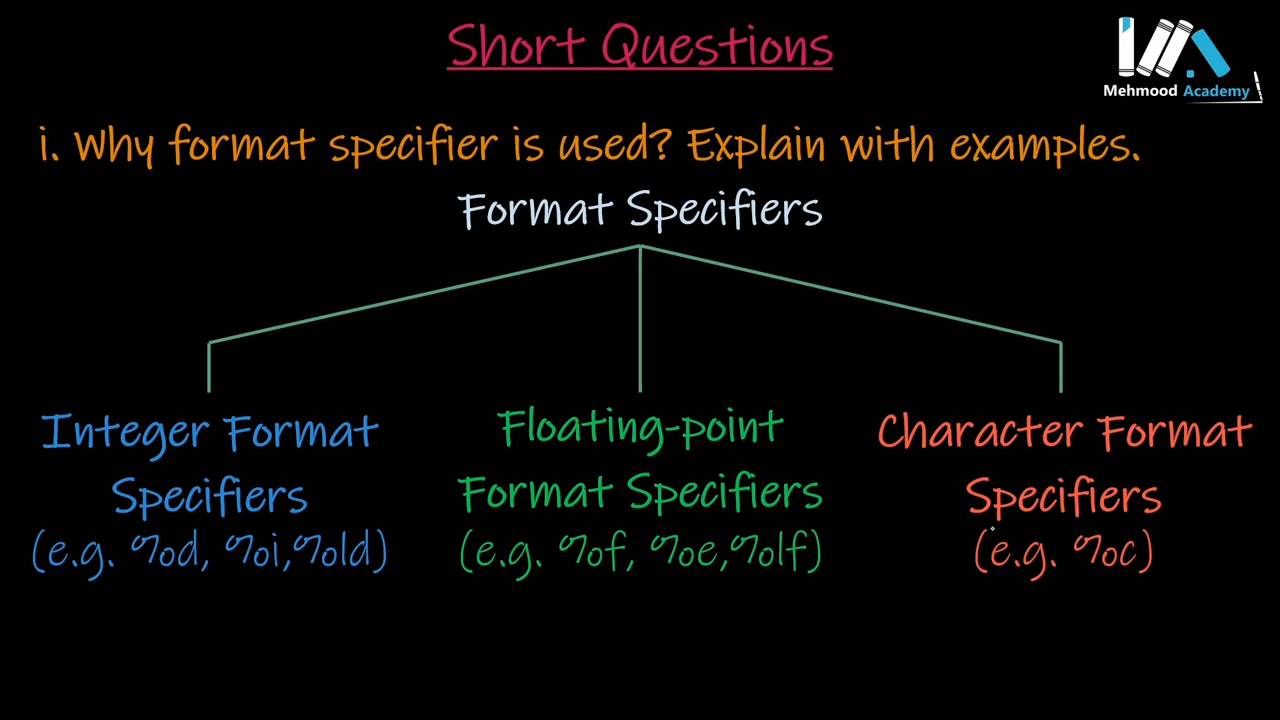 Short Questions
Mehmood Academy
i. Why format specifier is used? Explain with examples.
Format Specifiers
Integer Format
Specifiers
(e.g. %d, %i,%ld)
Floating-point
Format Specifiers
(e.g. %f, %e,%lf)
Character Format
Specifiers
(e.g. %c)